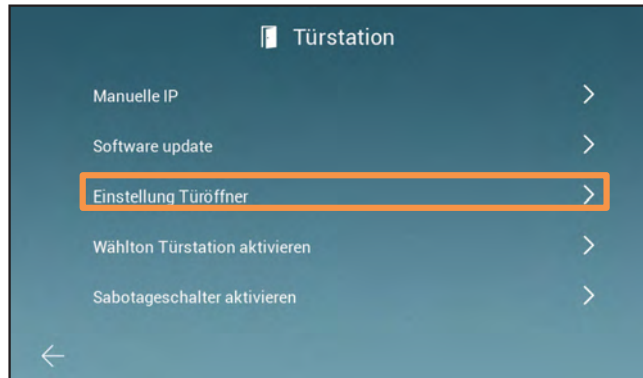 Türstation
Manuelle IP
Software update
Einstellung Türöffner
Wählton Türstation aktivieren
Sabotageschalter aktivieren